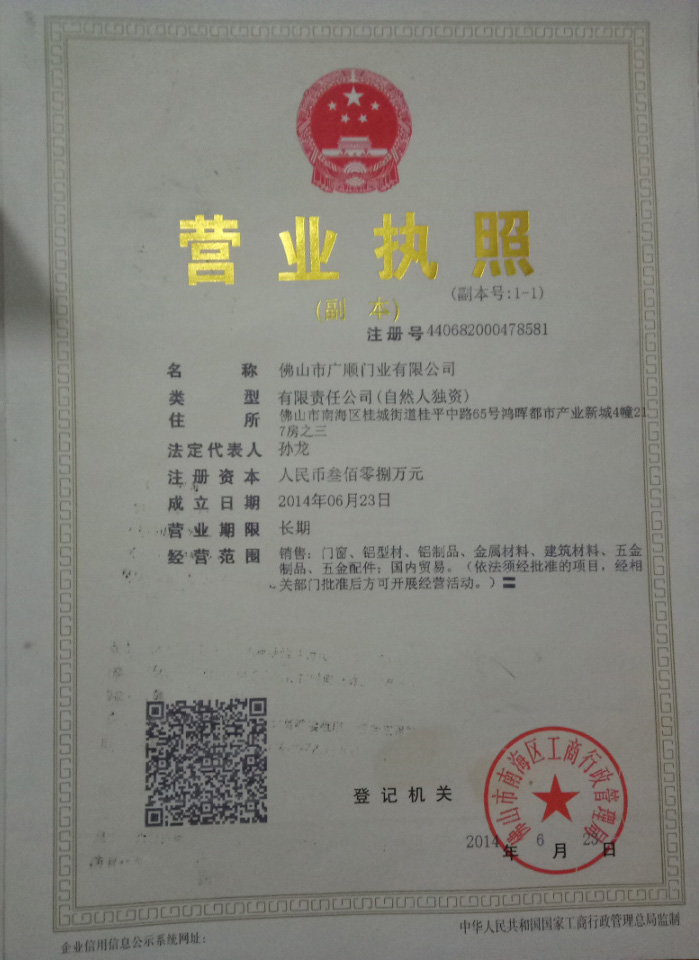 营业执照
(副 本)
(副本号:1-1)
注册号440682000478581
名称 佛山市广顺门业有限公司
类型 有限责任公司(自然人独资)
住所 佛山市南海区桂城街道桂平中路65号鸿晖都市产业新城4幢21
7房之三
法定代表人 孙龙
注册资本 人民币叁佰零捌万元
成立日期 2014年06月23日
营业期限 长期
经营范围 销售：门窗、铝型材、铝制品、金属材料、建筑材料、五金
制品、五金配件；国内贸易。（依法须经批准的项目，经相
关部门批准后方可开展经营活动。）
佛山市南海区工商行政管理局
登记机关
2014年 6月 23日
企业信用信息公示系统网址：
中华人民共和国国家工商行政管理总局监制